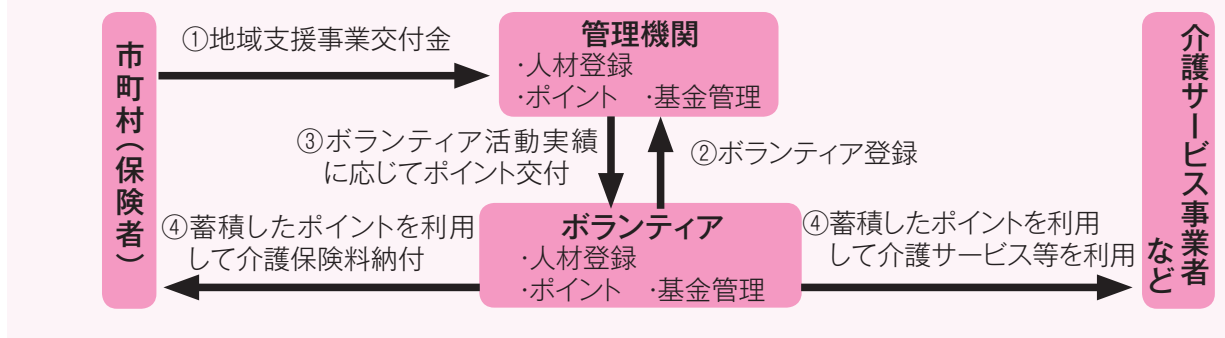 市町村（保険者）
①地域支援事業交付金
管理機関
・人材登録
・ポイント　・基金管理
介護サービス事業者
など
③ボランティア活動実績
に応じてポイント交付
②ボランティア登録
④蓄積したポイントを利用
して介護保険料納付
ボランティア
・人材登録
・ポイント　・基金管理
④蓄積したポイントを利用
して介護サービス等を利用